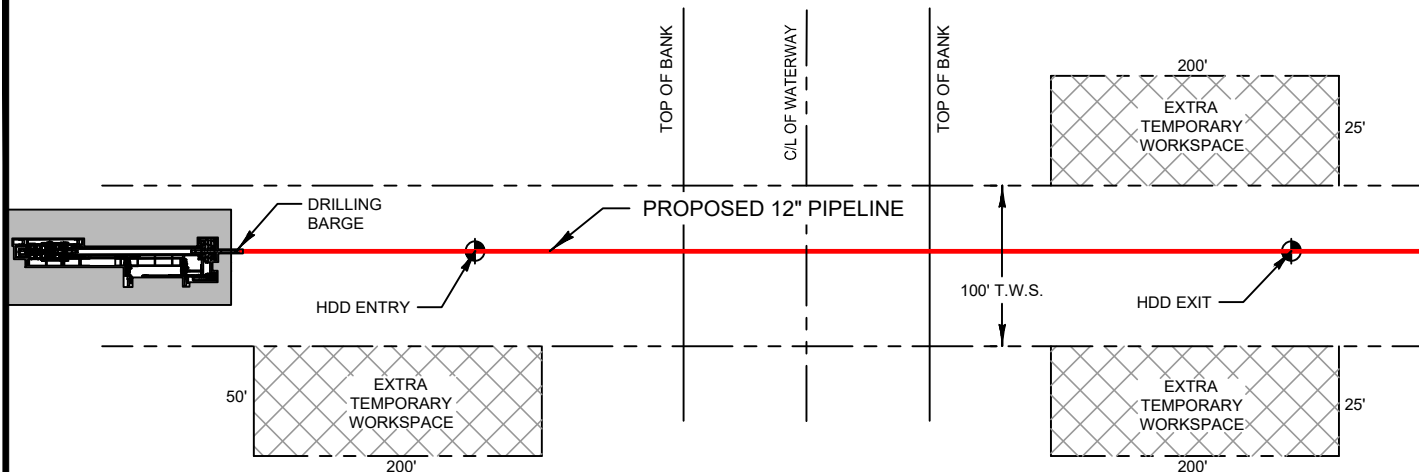 TOP OF BANK
C/L OF WATERWAY
TOP OF BANK
200'
EXTRA
TEMPORARY
WORKSPACE
25'
DRILLING
BARGE
PROPOSED 12" PIPELINE
HDD ENTRY
100' T.W.S.
HDD EXIT
50'
EXTRA
TEMPORARY
WORKSPACE
200'
EXTRA
TEMPORARY
WORKSPACE
25'
200'